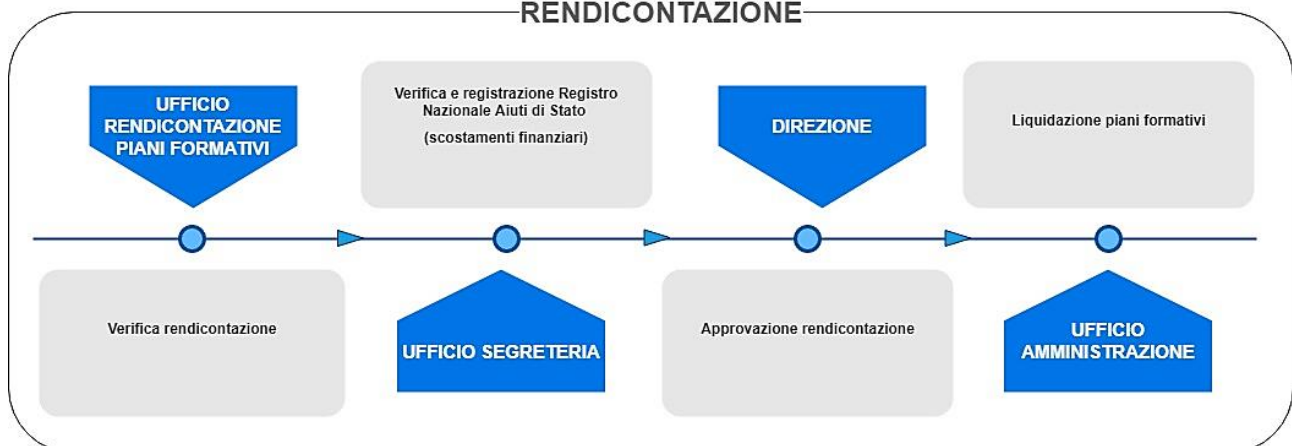 RENDICONTAZIONE
UFFICIO
RENDICONTAZIONE
PIANI FORMATIVI
Verifica rendicontazione
Verifica e registrazione Registro
Nazionale Aiuti di Stato
(scostamenti finanziari)
UFFICIO SEGRETERIA
DIREZIONE
Approvazione rendicontazione
Liquidazione piani formativi
UFFICIO
AMMINISTRAZIONE